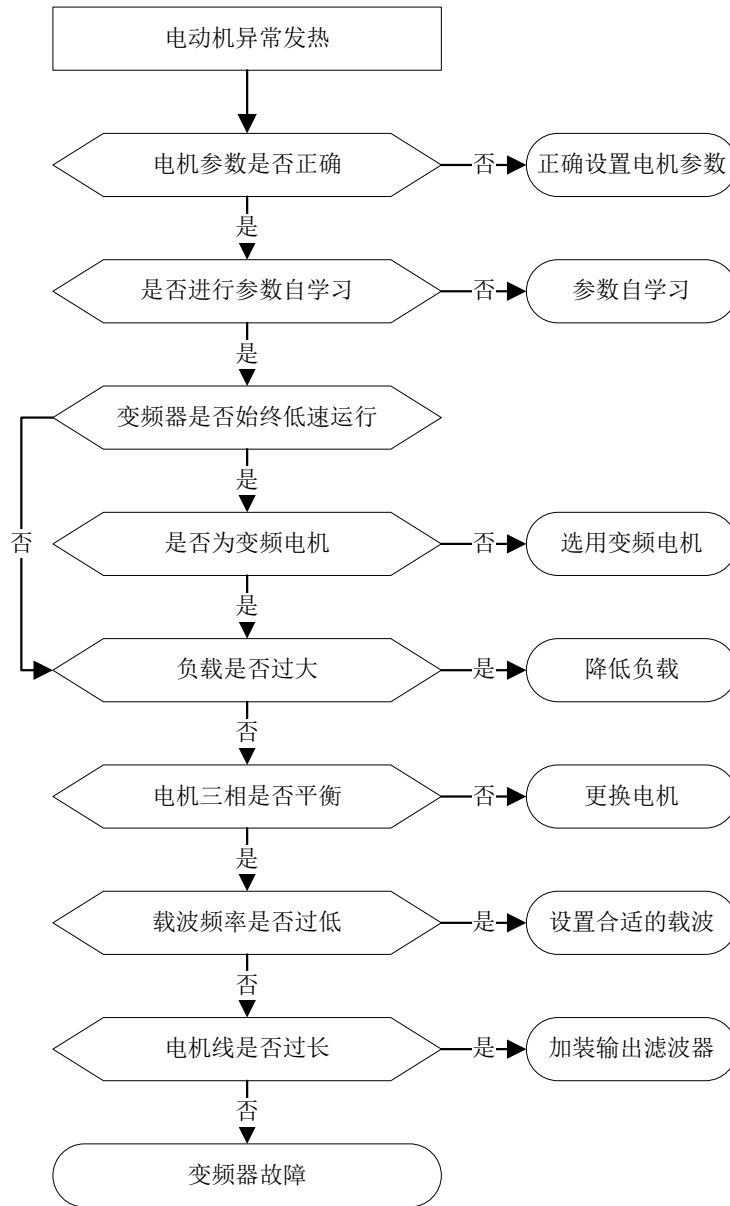 电动机异常发热
电机参数是否正确
否
正确设置电机参数
是
是否进行参数自学习
否
参数自学习
是
变频器是否始终低速运行
是
否
是否为变频电机
否
选用变频电机
是
负载是否过大
是
降低负载
否
电机三相是否平衡
否
更换电机
是
载波频率是否过低
是
设置合适的载波
否
电机线是否过长
是
加装输出滤波器
否
变频器故障